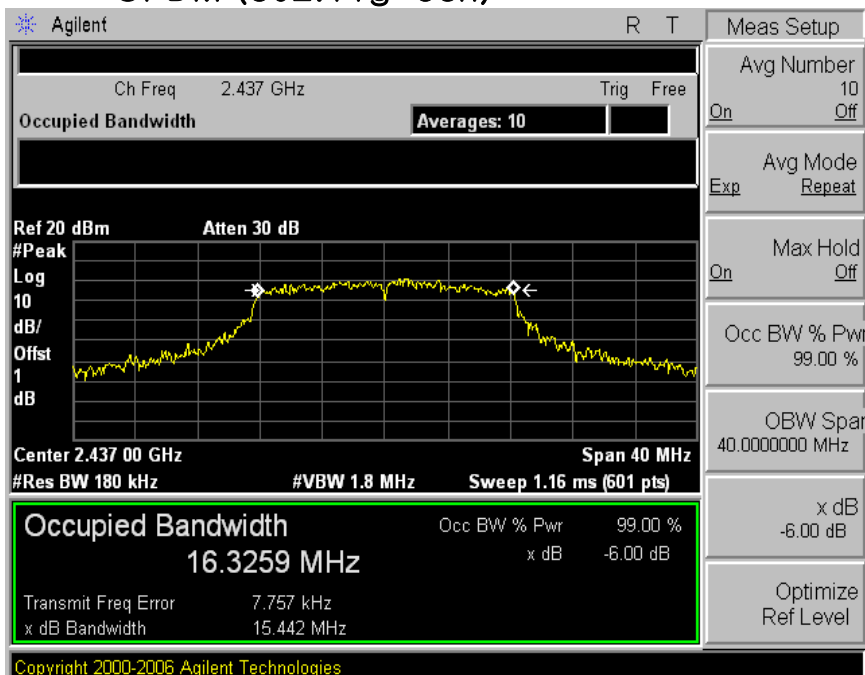 Agilent R T
Meas Setup
Ch Freq 2.437 GHz Trig Free
Occupied Bandwidth Averages: 10
Ref 20 dBm Atten 30 dB
#Peak
Log
10
dB/
Offst
1
dB
Center 2.437 00 GHz Span 40 MHz
#Res BW 180 kHz #VBW 1.8 MHz Sweep 1.16 ms (601 pts)
Occupied Bandwidth Occ BW % Pwr 99.00 %
16.3259 MHz x dB -6.00 dB
Transmit Freq Error 7.757 kHz
x dB Bandwidth 15.442 MHz
Copyright 2000-2006 Agilent Technologies
Avg Number
10
On Off
Avg Mode
Exp Repeat
Max Hold
On Off
Occ BW % Pwr
99.00 %
OBW Span
40.0000000 MHz
x dB
-6.00 dB
Optimize
Ref Level